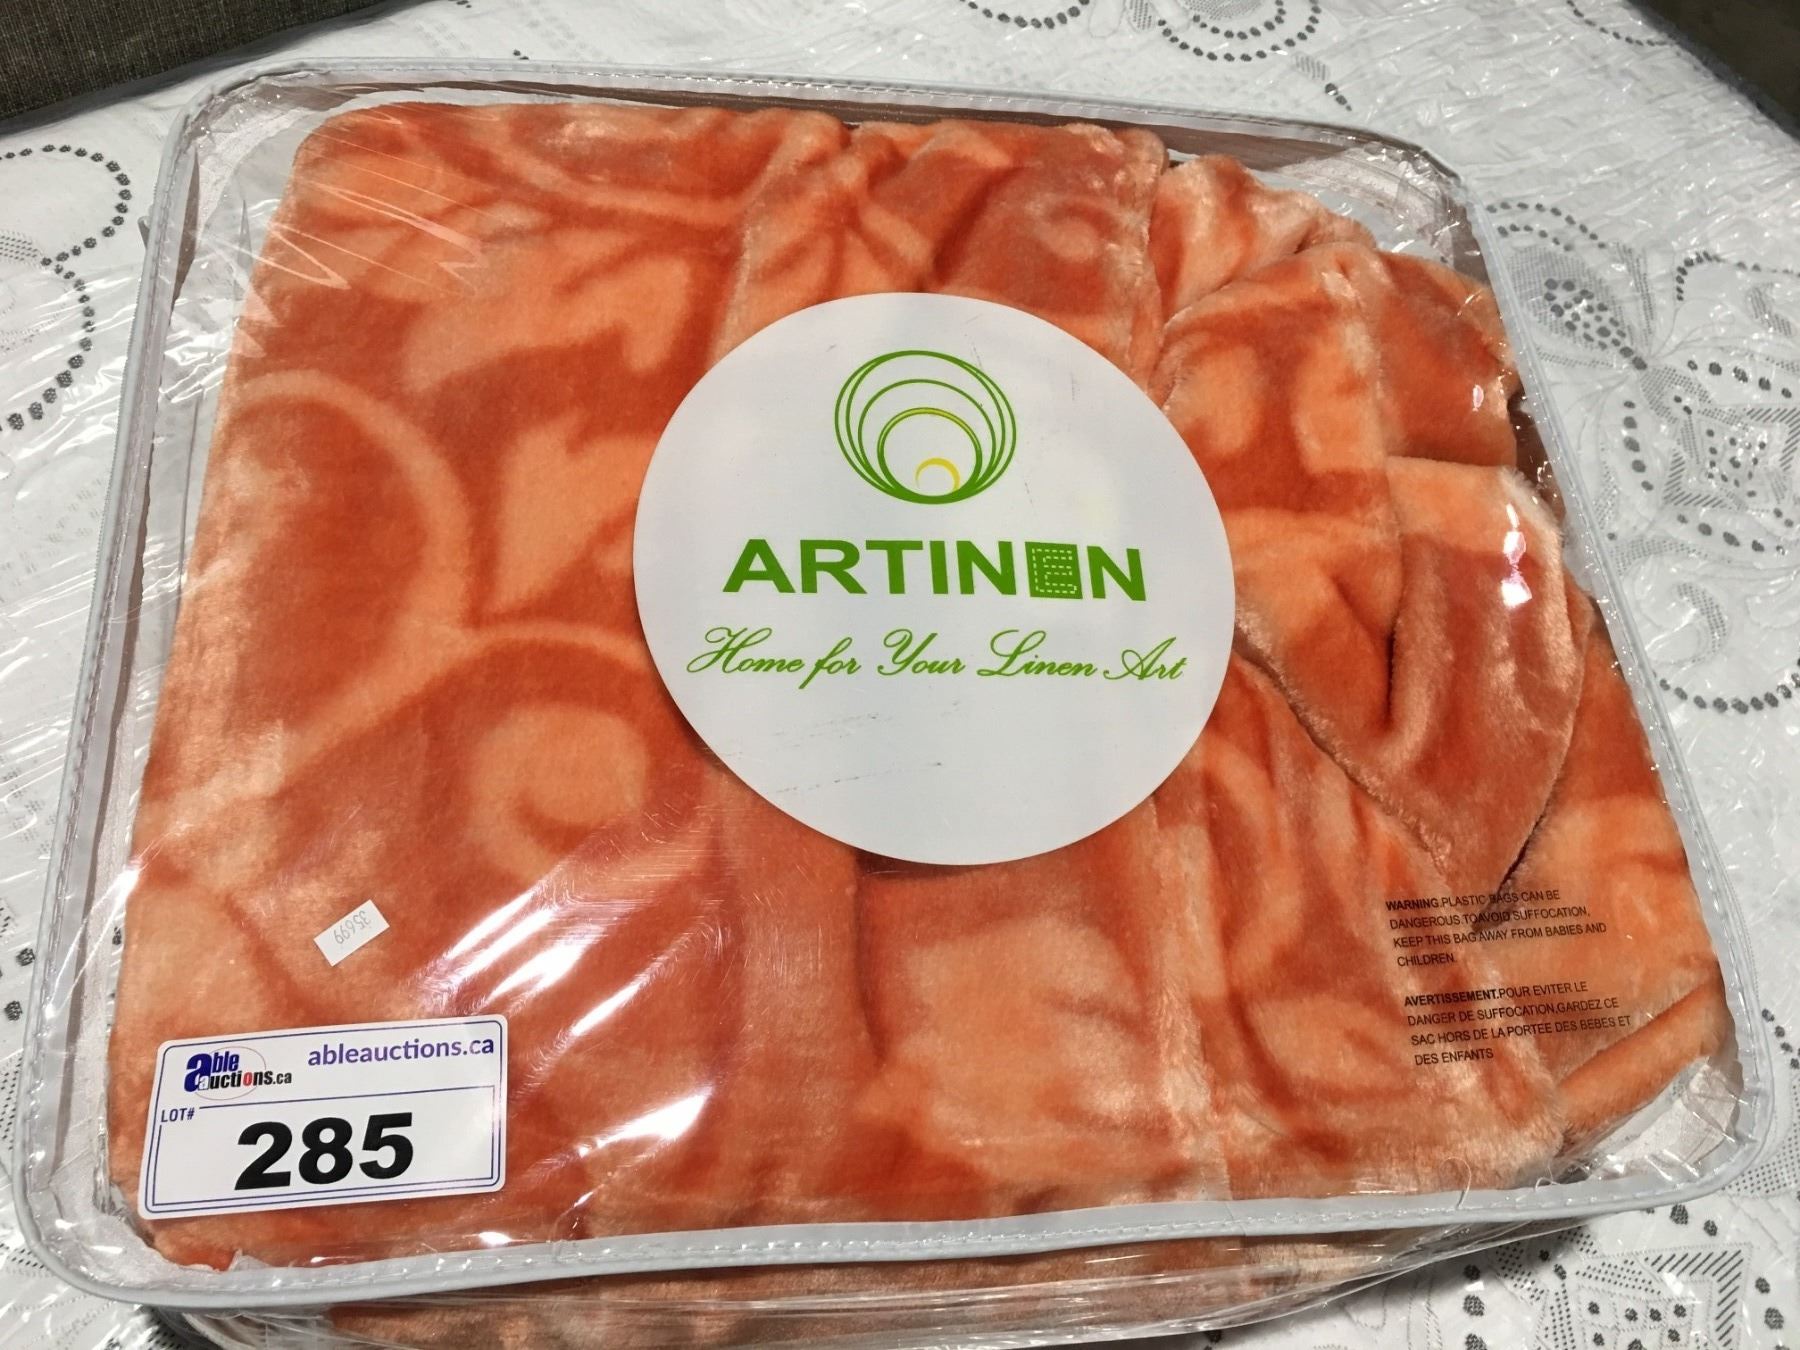 ARTINEN
Home for Your Linen Art
35699
WARNING.PLASTIC BAGS CAN BE
DANGEROUS.TOAVOID SUFFOCATION,
KEEP THIS BAG AWAY FROM BABIES AND
CHILDREN.
AVERTISSEMENT.POUR EVITER LE
DANGER DE SUFFOCATION,GARDEZ CE
SAC HORS DE LA PORTEE DES BEBES ET
DES ENFANTS
able
auctions.ca
ableauctions.ca
LOT#
285